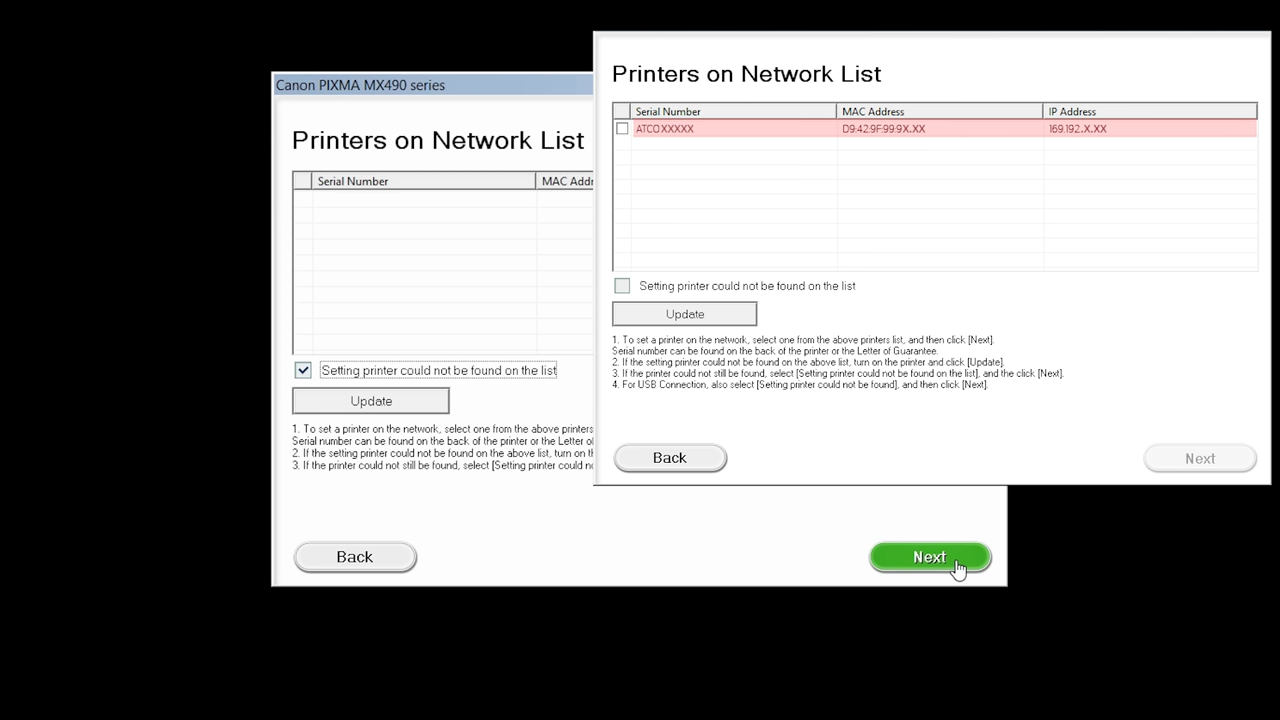 Canon PIXMA MX490 series
Printers on Network List
Serial Number MAC Addr
Setting printer could not be found on the list
Update
1. To set a printer on the network, select one from the above printers
Serial number can be found on the back of the printer or the Letter of
2. If the setting printer could not be found on the above list, turn on th
3. If the printer could not still be found, select [Setting printer could n
Back Next
Printers on Network List
Serial Number MAC Address IP Address
ATCOXXXXX D9:42:9F:99:9X.XX 169.192.X.XX
Setting printer could not be found on the list
Update
1. To set a printer on the network, select one from the above printers list, and then click [Next].
Serial number can be found on the back of the printer or the Letter of Guarantee.
2. If the setting printer could not be found on the above list, turn on the printer and click [Update].
3. If the printer could not still be found, select [Setting printer could not be found on the list], and the click [Next].
4. For USB Connection, also select [Setting printer could not be found], and then click [Next].
Back Next